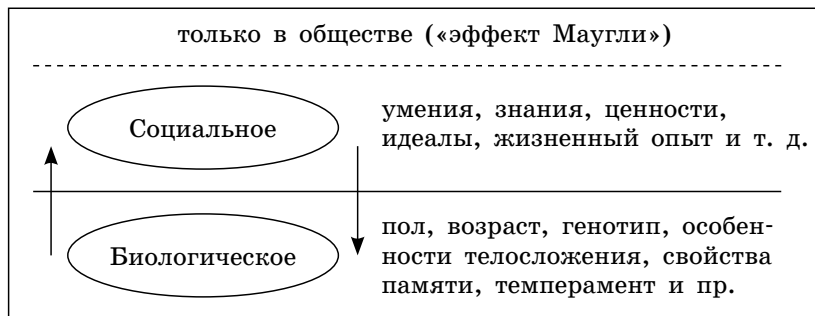 только в обществе («эффект Маугли»)
Социальное
умения, знания, ценности,
идеалы, жизненный опыт и т. д.
Биологическое
пол, возраст, генотип, особен-
ности телосложения, свойства
памяти, темперамент и пр.